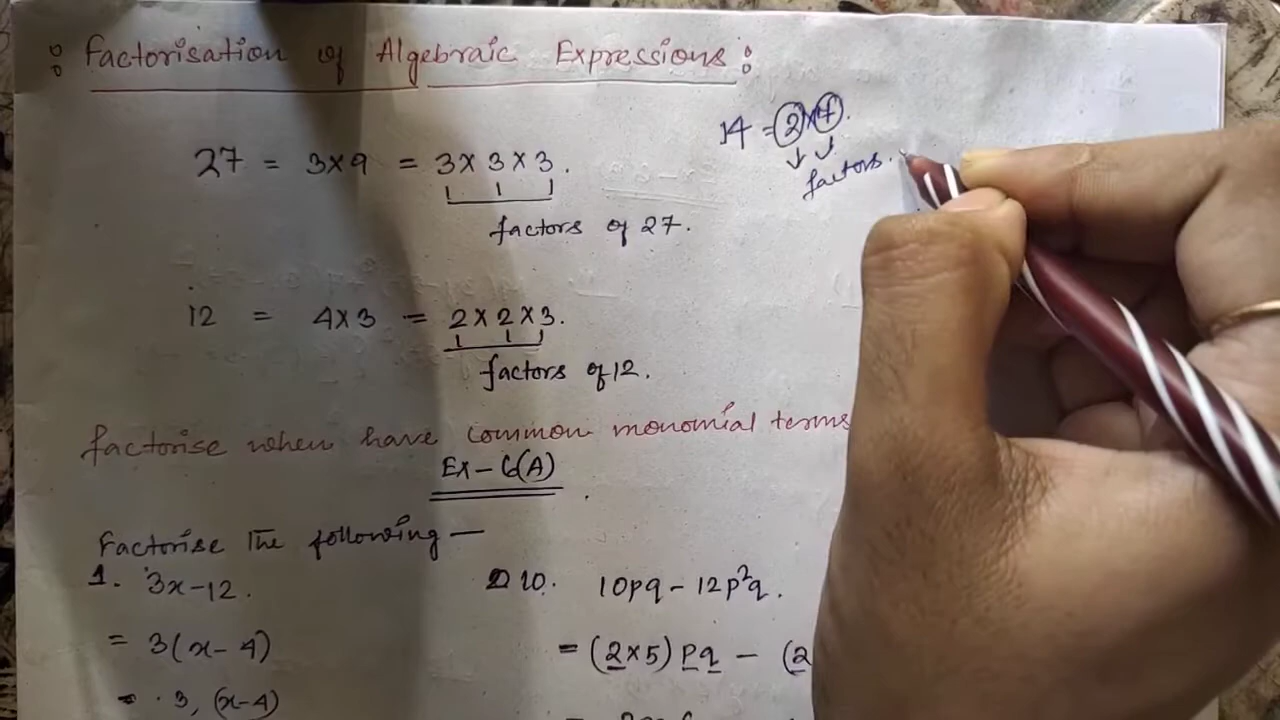 : Factorisation of Algebraic Expressions :
14 = 2 × 7.
factors.
27 = 3×9 = 3×3×3.
factors of 27.
12 = 4×3 = 2×2×3.
factors of 12.
factorise when have common monomial terms
Ex – 6(A)
Factorise the following —
1. 3x – 12.
= 3(x – 4)
= 3, (x – 4)
10. 10pq – 12p²q.
= (2×5) pq – (2